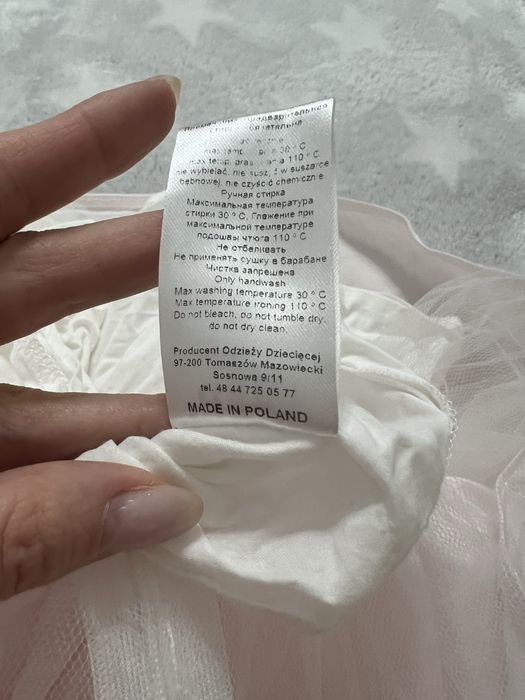 предварительная
стирка
30 ° C
max temp. prasowania 110 ° C
nie wybielać, nie suszyć w suszarce
bębnowej, nie czyścić chemicznie
Ручная стирка
Максимальная температура
стирки 30 ° C, Глажение при
максимальной температуре
подошвы утюга 110 ° C
Не отбеливать
Не применять сушку в барабане
Чистка запрещена
Only handwash
Max washing temperature 30 ° C
Max temperature ironing 110 ° C
Do not bleach, do not tumble dry,
do not dry clean.
Producent Odzieży Dziecięcej
97-200 Tomaszów Mazowiecki
Sosnowa 9/11
tel. 48 44 725 05 77
MADE IN POLAND